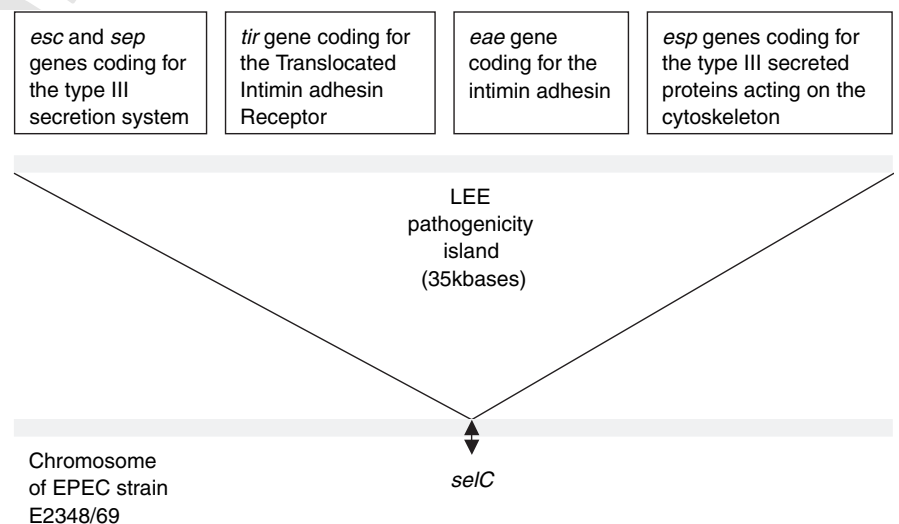 esc and sep
genes coding for
the type III
secretion system
tir gene coding for
the Translocated
Intimin adhesin
Receptor
eae gene
coding for the
intimin adhesin
esp genes coding for
the type III secreted
proteins acting on the
cytoskeleton
LEE
pathogenicity
island
(35kbases)
Chromosome
of EPEC strain
E2348/69
selC